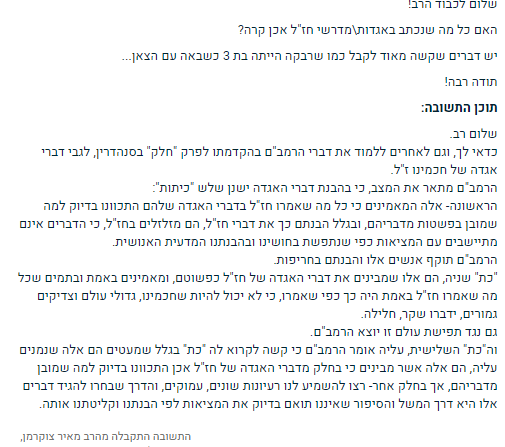 שלום לכבוד הרב!
האם כל מה שנכתב באגדות\מדרשי חז"ל אכן קרה?
יש דברים שקשה מאוד לקבל כמו שרבקה הייתה בת 3 כשבאה עם הצאן...
תודה רבה!
תוכן התשובה:
שלום רב.
כדאי לך, וגם לאחרים ללמוד את דברי הרמב"ם בהקדמתו לפרק "חלק" בסנהדרין, לגבי דברי
אגדה של חכמינו ז"ל.
הרמב"ם מתאר את המצב, כי בהבנת דברי האגדה ישנן שלש "כיתות":
הראשונה- אלה המאמינים כי כל מה שאמרו חז"ל בדברי האגדה שלהם התכוונו בדיוק למה
שמובן בפשטות מדבריהם, ובגלל הבנתם כך את דברי חז"ל, הם מזלזלים בחז"ל, כי הדברים אינם
מתיישבים עם המציאות כפי שנתפשת בחושינו ובהבנתנו המדעית האנושית.
הרמב"ם תוקף אנשים אלו והבנתם בחריפות.
"כת" שניה, הם אלו שמבינים את דברי האגדה של חז"ל כפשוטם, ומאמינים באמת ובתמים שכל
מה שאמרו חז"ל באמת היה כך כפי שאמרו, כי לא יכול להיות שחכמינו, גדולי עולם וצדיקים
גמורים, ידברו שקר, חלילה.
גם נגד תפישת עולם זו יוצא הרמב"ם.
וה"כת" השלישית, עליה אומר הרמב"ם כי קשה לקרוא לה "כת" בגלל שמעטים הם אלה שנמנים
עליה, הם אלה אשר מבינים כי בחלק מדברי האגדה של חז"ל אכן התכוונו בדיוק למה שמובן
מדבריהם, אך בחלק אחר- רצו להשמיע לנו רעיונות שונים, עמוקים, והדרך שבחרו להגיד דברים
אלו היא דרך המשל והסיפור שאיננו תואם בדיוק את המציאות לפי הבנתנו וקליטתנו אותה.
התשובה התקבלה מהרב מאיר צוקרמן,